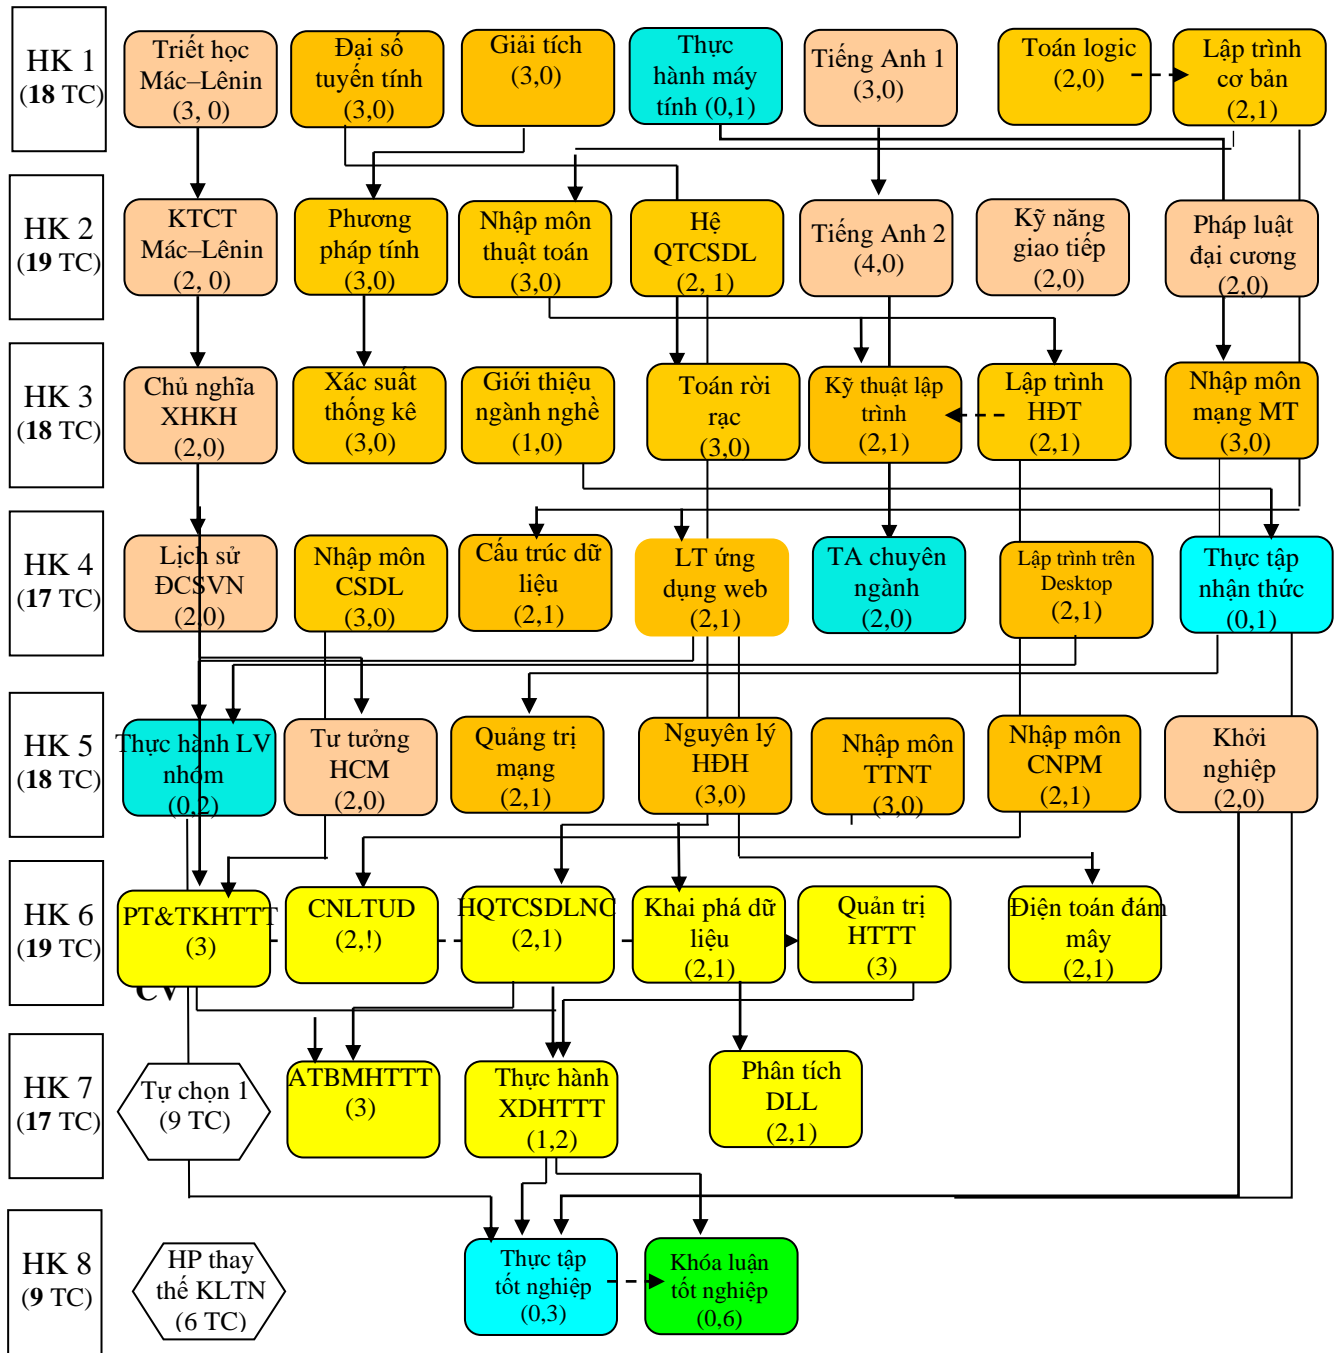 HK 1
(18 TC)
Triết học
Mác–Lênin
(3, 0)
Đại số
tuyến tính
(3,0)
Giải tích
(3,0)
Thực
hành máy
tính (0,1)
Tiếng Anh 1
(3,0)
Toán logic
(2,0)
Lập trình
cơ bản
(2,1)
HK 2
(19 TC)
KTCT
Mác–Lênin
(2, 0)
Phương
pháp tính
(3,0)
Nhập môn
thuật toán
(3,0)
Hệ
QTCSDL
(2, 1)
Tiếng Anh 2
(4,0)
Kỹ năng
giao tiếp
(2,0)
Pháp luật
đại cương
(2,0)
HK 3
(18 TC)
Chủ nghĩa
XHKH
(2,0)
Xác suất
thống kê
(3,0)
Giới thiệu
ngành nghề
(1,0)
Toán rời
rạc
(3,0)
Kỹ thuật lập
trình
(2,1)
Lập trình
HĐT
(2,1)
Nhập môn
mạng MT
(3,0)
HK 4
(17 TC)
Lịch sử
ĐCSVN
(2,0)
Nhập môn
CSDL
(3,0)
Cấu trúc dữ
liệu
(2,1)
LT ứng
dụng web
(2,1)
TA chuyên
ngành
(2,0)
Lập trình trên
Desktop
(2,1)
Thực tập
nhận thức
(0,1)
HK 5
(18 TC)
Thực hành LV
nhóm
(0,2)
Tư tưởng
HCM
(2,0)
Quảng trị
mạng
(2,1)
Nguyên lý
HĐH
(3,0)
Nhập môn
TTNT
(3,0)
Nhập môn
CNPM
(2,1)
Khởi
nghiệp
(2,0)
HK 6
(19 TC)
PT&TKHTTT
(3)
CV
CNLTUD
(2,!)
HQTCSDLNC
(2,1)
Khai phá dữ
liệu
(2,1)
Quản trị
HTTT
(3)
Điện toán đám
mây
(2,1)
HK 7
(17 TC)
Tự chọn 1
(9 TC)
ATBMHTTT
(3)
Thực hành
XDHTTT
(1,2)
Phân tích
DLL
(2,1)
HK 8
(9 TC)
HP thay
thế KLTN
(6 TC)
Thực tập
tốt nghiệp
(0,3)
Khóa luận
tốt nghiệp
(0,6)